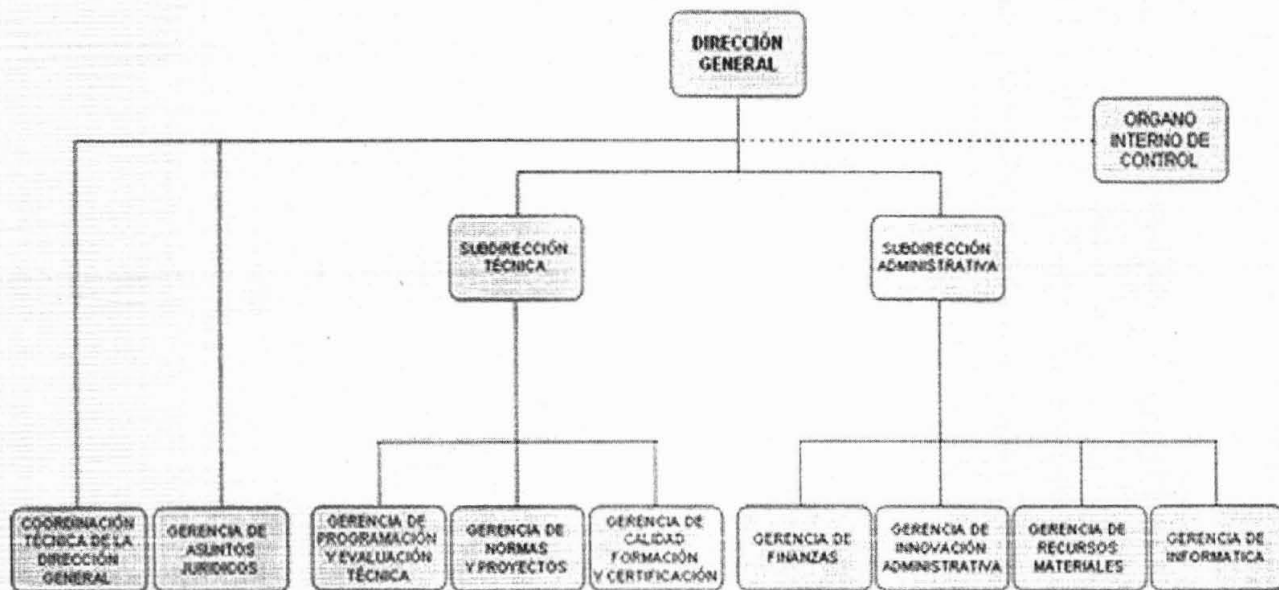 DIRECCIÓN
GENERAL
ORGANO
INTERNO DE
CONTROL
SUBDIRECCIÓN
TÉCNICA
SUBDIRECCIÓN
ADMINISTRATIVA
COORDINACIÓN
TÉCNICA DE LA
DIRECCIÓN
GENERAL
GERENCIA DE
ASUNTOS
JURIDICOS
GERENCIA DE
PROGRAMACIÓN
Y EVALUACIÓN
TÉCNICA
GERENCIA DE
NORMAS
Y PROYECTOS
GERENCIA DE
CALIDAD
FORMACIÓN
Y CERTIFICACIÓN
GERENCIA DE
FINANZAS
GERENCIA DE
INNOVACIÓN
ADMINISTRATIVA
GERENCIA DE
RECURSOS
MATERIALES
GERENCIA DE
INFORMATICA